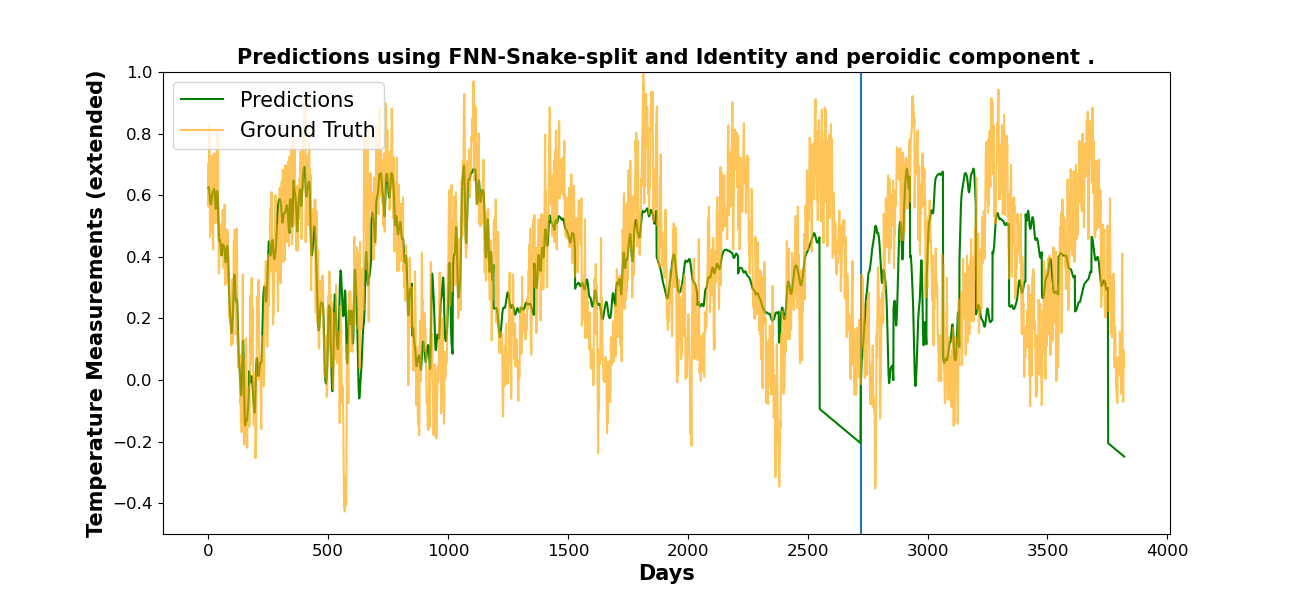 Predictions using FNN-Snake-split and Identity and peroidic component .
Temperature Measurements (extended)
1.0
0.8
0.6
0.4
0.2
0.0
−0.2
−0.4
Predictions
Ground Truth
0 500 1000 1500 2000 2500 3000 3500 4000
Days